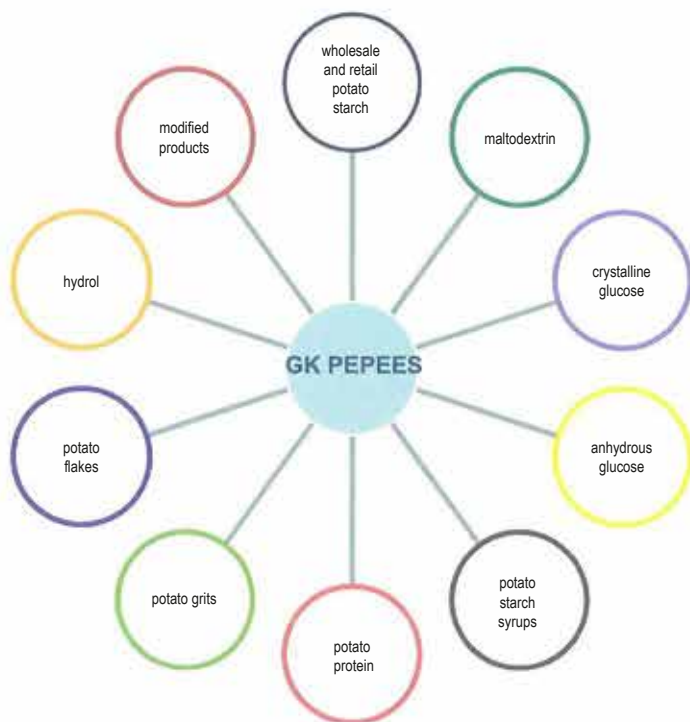 wholesale
and retail
potato
starch
maltodextrin
crystalline
glucose
anhydrous
glucose
potato
starch
syrups
potato
protein
potato grits
potato
flakes
hydrol
modified
products
GK PEPEES